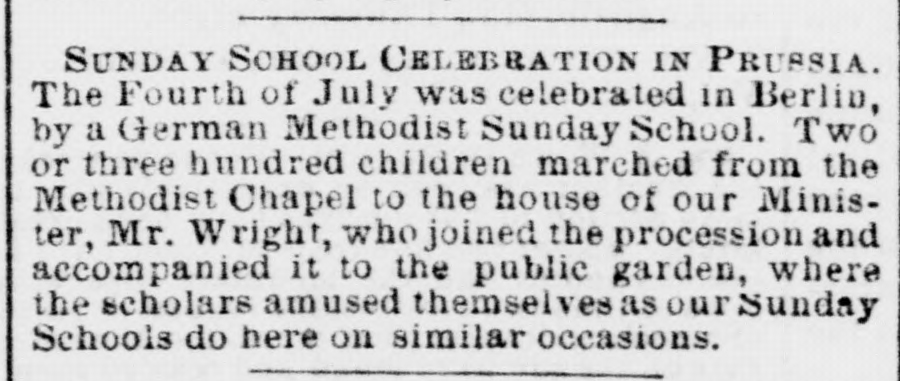 SUNDAY SCHOOL CELEBRATION IN PRUSSIA.
The Fourth of July was celebrated in Berlin,
by a German Methodist Sunday School. Two
or three hundred children marched from the
Methodist Chapel to the house of our Minis-
ter, Mr. Wright, who joined the procession and
accompanied it to the public garden, where
the scholars amused themselves as our Sunday
Schools do here on similar occasions.